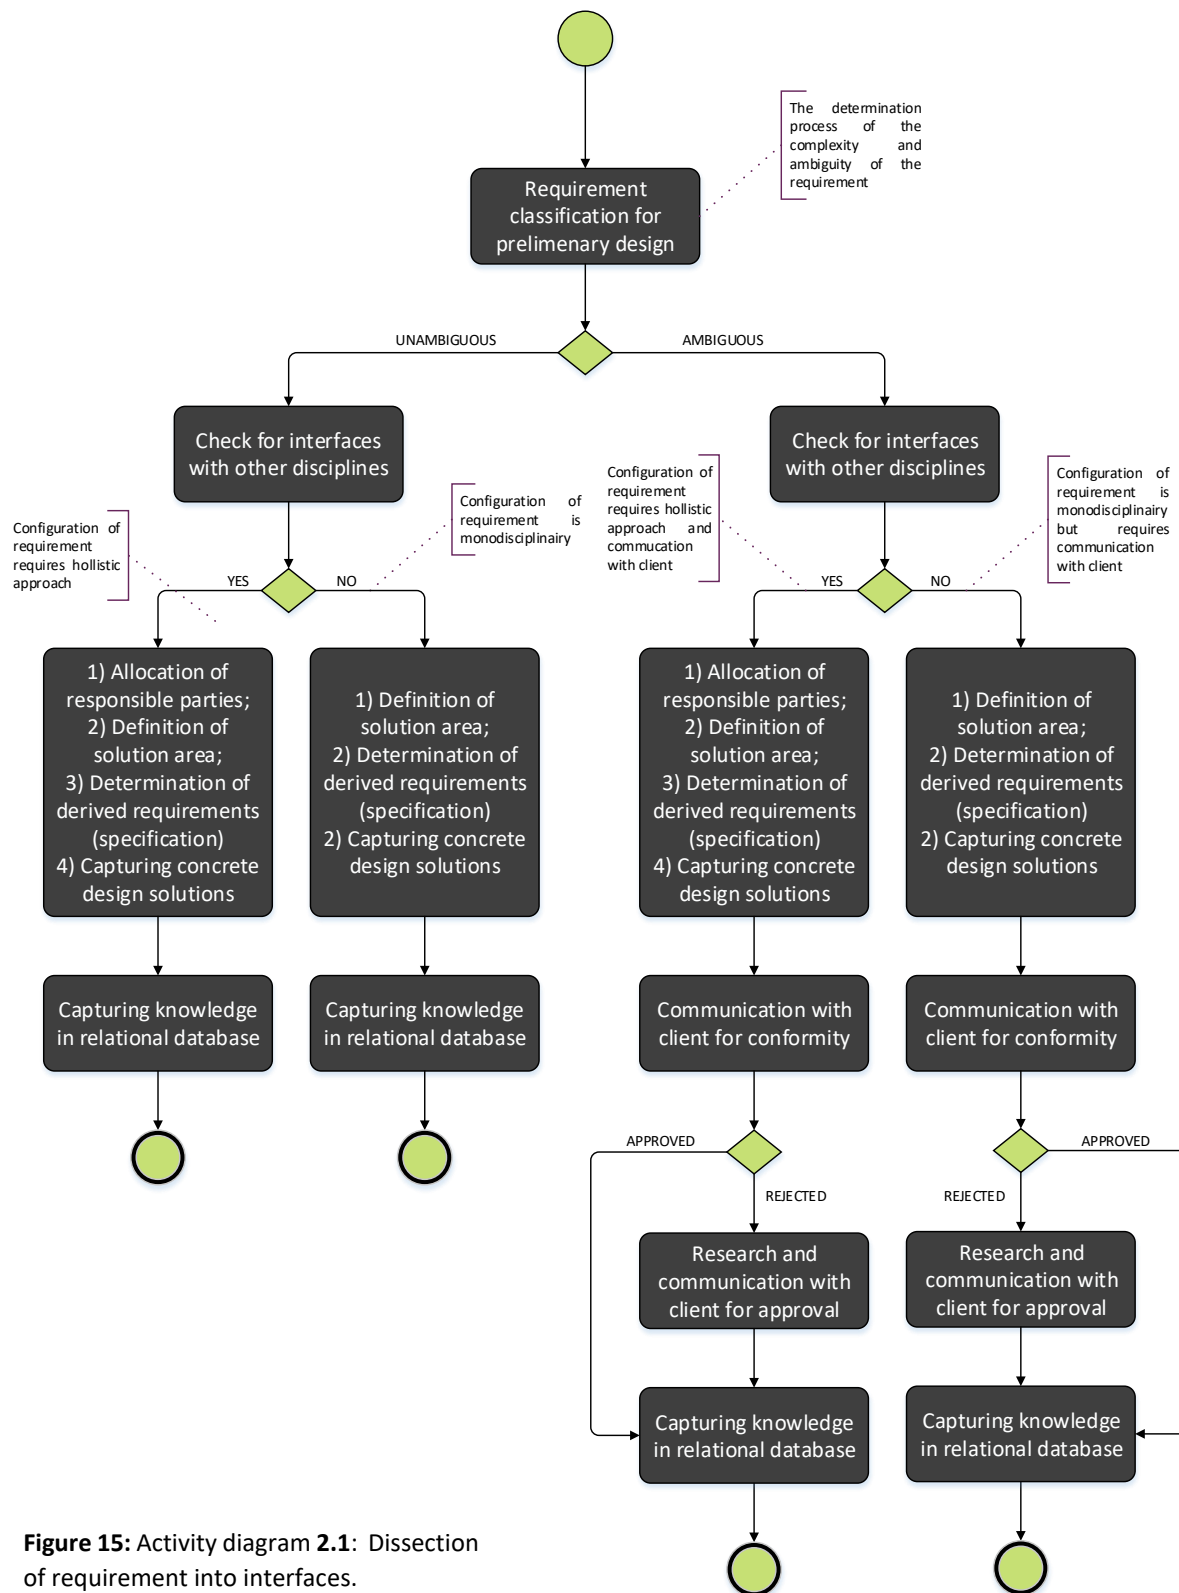 The determination
process of the
complexity and
ambiguity of the
requirement
Requirement
classification for
prelimenary design
UNAMBIGUOUS
AMBIGUOUS
Check for interfaces
with other disciplines
Check for interfaces
with other disciplines
Configuration of
requirement
requires hollistic
approach
Configuration of
requirement is
monodisciplinairy
Configuration of
requirement
requires hollistic
approach and
commucation
with client
Configuration of
requirement is
monodisciplinairy
but requires
communication
with client
YES
NO
YES
NO
1) Allocation of
responsible parties;
2) Definition of
solution area;
3) Determination of
derived requirements
(specification)
4) Capturing concrete
design solutions
1) Definition of
solution area;
2) Determination of
derived requirements
(specification)
2) Capturing concrete
design solutions
1) Allocation of
responsible parties;
2) Definition of
solution area;
3) Determination of
derived requirements
(specification)
4) Capturing concrete
design solutions
1) Definition of
solution area;
2) Determination of
derived requirements
(specification)
2) Capturing concrete
design solutions
Capturing knowledge
in relational database
Capturing knowledge
in relational database
Communication with
client for conformity
Communication with
client for conformity
APPROVED
REJECTED
APPROVED
REJECTED
Research and
communication with
client for approval
Research and
communication with
client for approval
Capturing knowledge
in relational database
Capturing knowledge
in relational database
Figure 15: Activity diagram 2.1: Dissection
of requirement into interfaces.